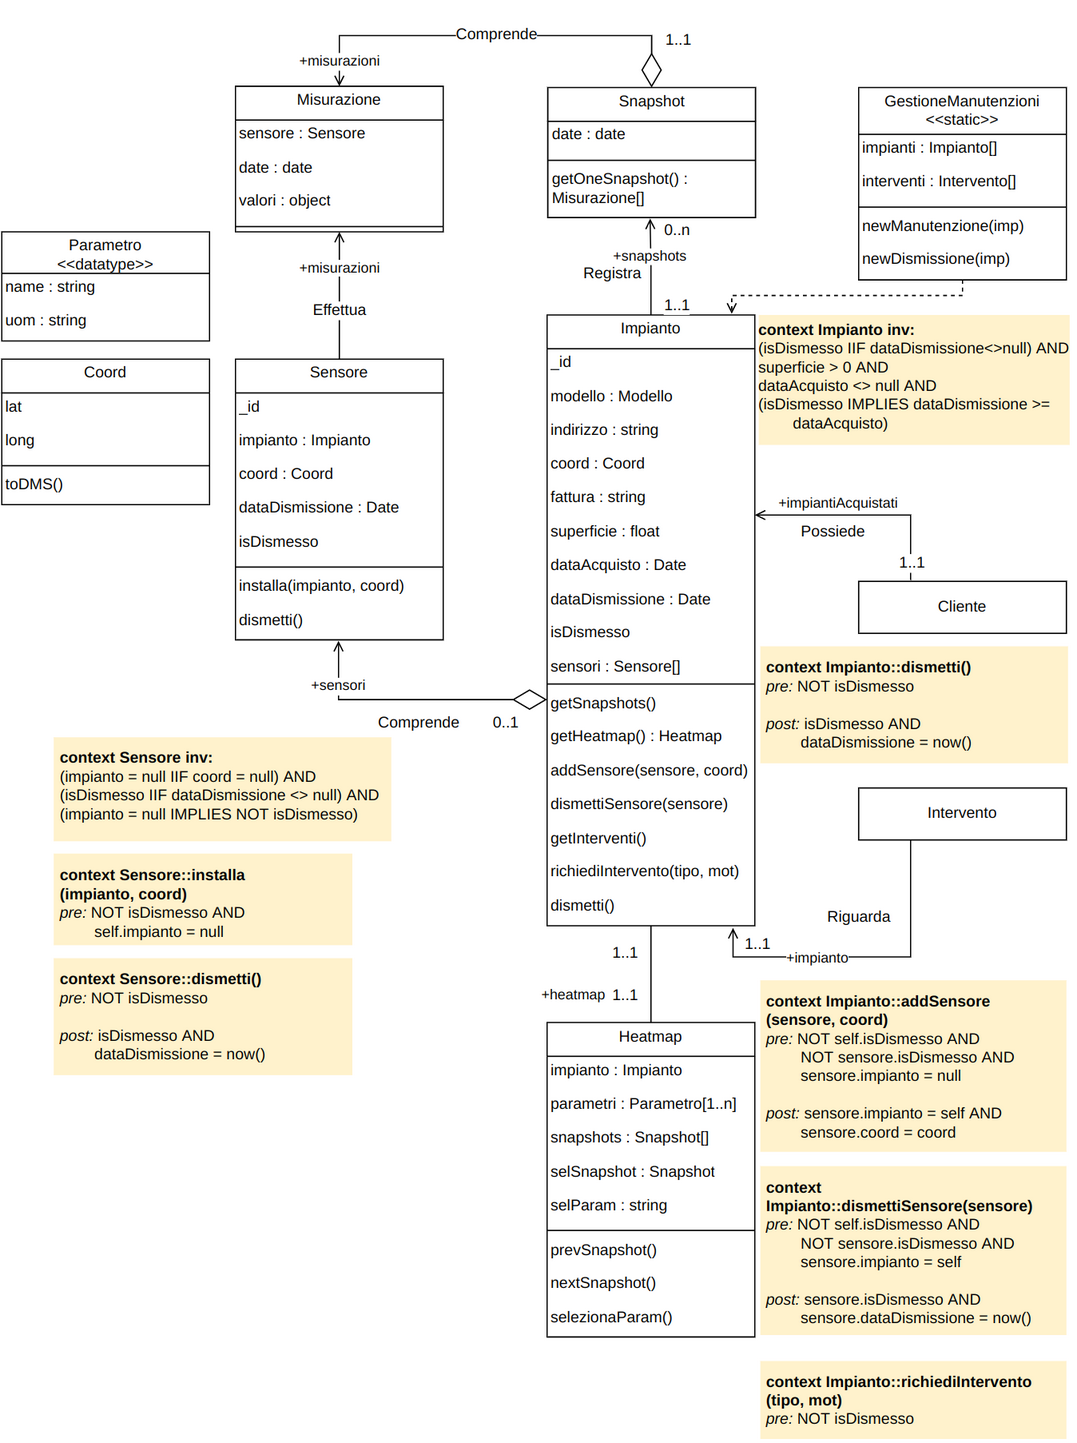 Comprende
1..1
+misurazioni
Misurazione
sensore : Sensore
date : date
valori : object
Snapshot
date : date
getOneSnapshot() :
Misurazione[]
GestioneManutenzioni
<<static>>
impianti : Impianto[]
interventi : Intervento[]
newManutenzione(imp)
newDismissione(imp)
Parametro
<<datatype>>
name : string
uom : string
+misurazioni
Effettua
0..n
+snapshots
Registra
1..1
Coord
lat
long
toDMS()
Sensore
_id
impianto : Impianto
coord : Coord
dataDismissione : Date
isDismesso
installa(impianto, coord)
dismetti()
Impianto
_id
modello : Modello
indirizzo : string
coord : Coord
fattura : string
superficie : float
dataAcquisto : Date
dataDismissione : Date
isDismesso
sensori : Sensore[]
getSnapshots()
getHeatmap() : Heatmap
addSensore(sensore, coord)
dismettiSensore(sensore)
getInterventi()
richiediIntervento(tipo, mot)
dismetti()
context Impianto inv:
(isDismesso IIF dataDismissione<>null) AND
superficie > 0 AND
dataAcquisto <> null AND
(isDismesso IMPLIES dataDismissione >=
dataAcquisto)
+impiantiAcquistati
Possiede
1..1
Cliente
context Impianto::dismetti()
pre: NOT isDismesso
post: isDismesso AND
dataDismissione = now()
+sensori
Comprende
0..1
context Sensore inv:
(impianto = null IIF coord = null) AND
(isDismesso IIF dataDismissione <> null) AND
(impianto = null IMPLIES NOT isDismesso)
context Sensore::installa
(impianto, coord)
pre: NOT isDismesso AND
self.impianto = null
context Sensore::dismetti()
pre: NOT isDismesso
post: isDismesso AND
dataDismissione = now()
Intervento
Riguarda
1..1
+impianto
1..1
+heatmap 1..1
Heatmap
impianto : Impianto
parametri : Parametro[1..n]
snapshots : Snapshot[]
selSnapshot : Snapshot
selParam : string
prevSnapshot()
nextSnapshot()
selezionaParam()
context Impianto::addSensore
(sensore, coord)
pre: NOT self.isDismesso AND
NOT sensore.isDismesso AND
sensore.impianto = null
post: sensore.impianto = self AND
sensore.coord = coord
context
Impianto::dismettiSensore(sensore)
pre: NOT self.isDismesso AND
NOT sensore.isDismesso AND
sensore.impianto = self
post: sensore.isDismesso AND
sensore.dataDismissione = now()
context Impianto::richiediIntervento
(tipo, mot)
pre: NOT isDismesso